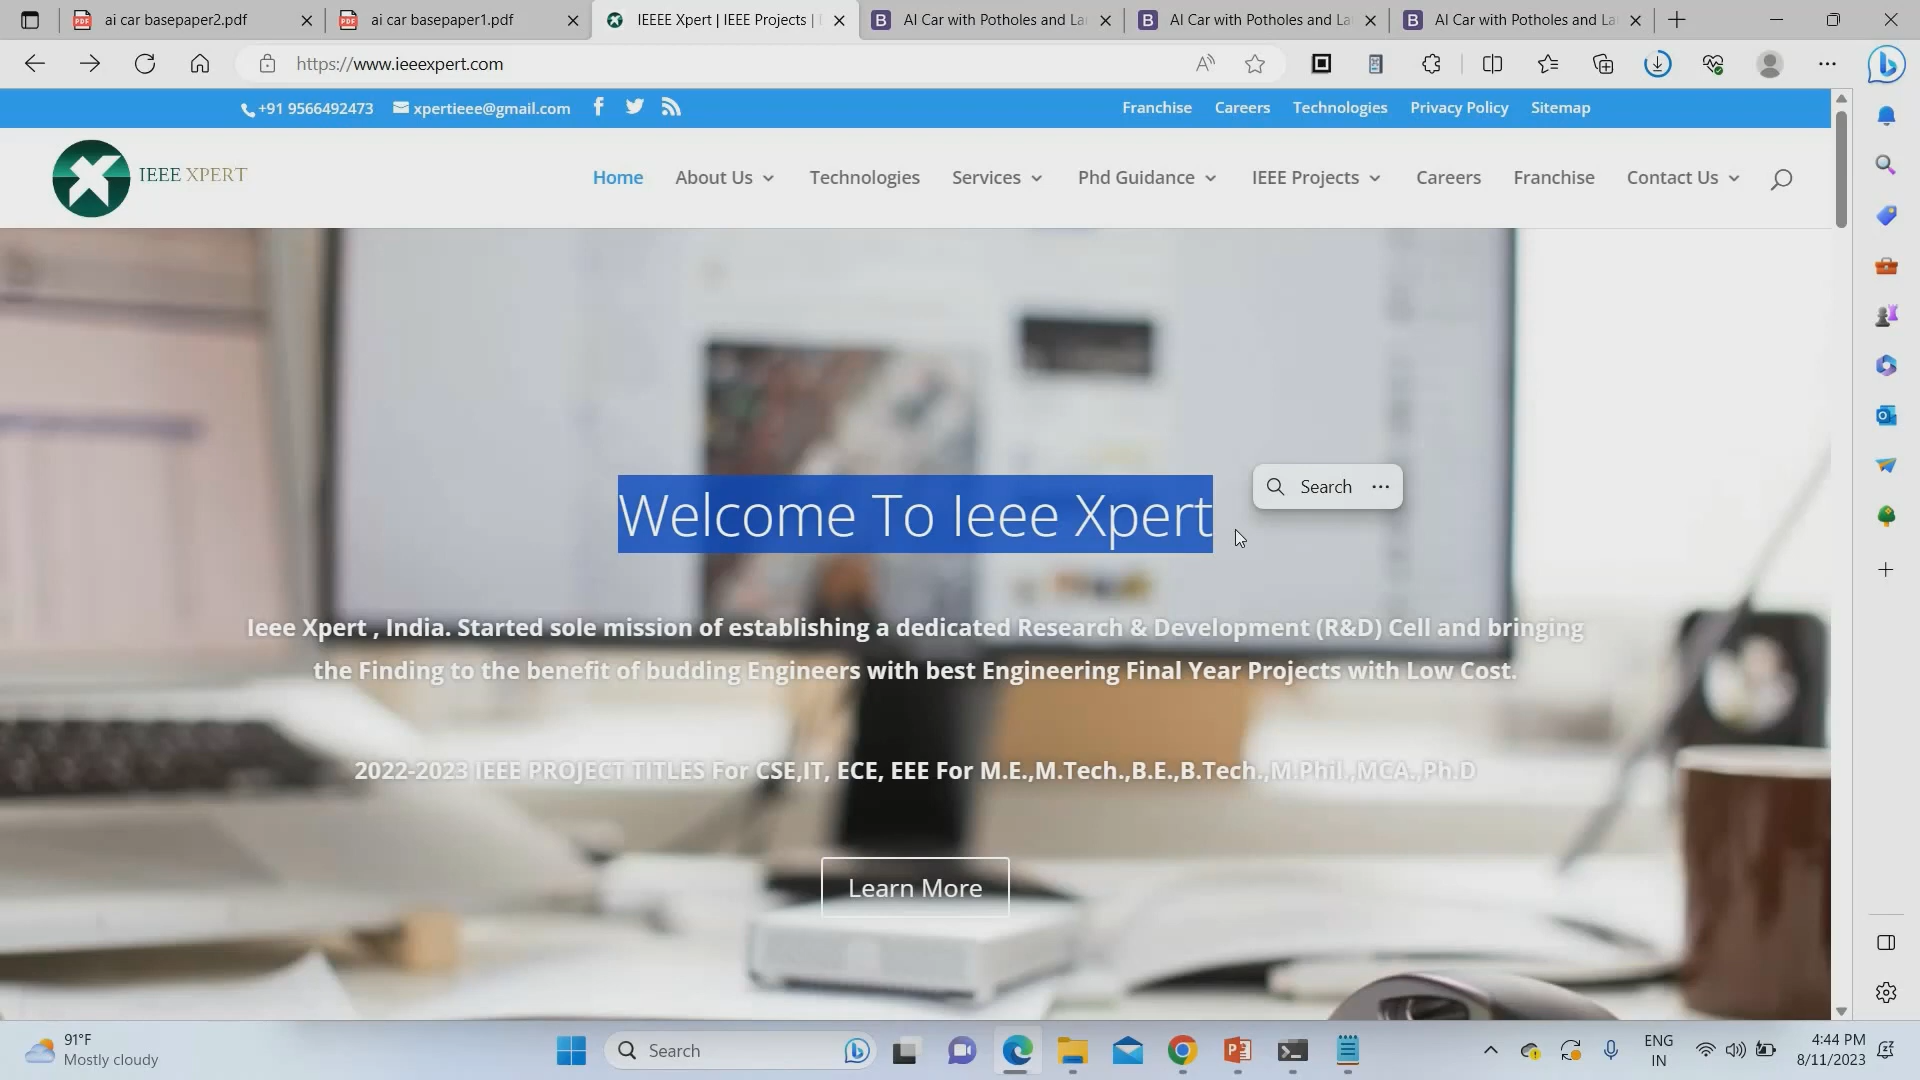 ai car basepaper2.pdf
ai car basepaper1.pdf
IEEEE Xpert | IEEE Projects |
AI Car with Potholes and La
AI Car with Potholes and La
AI Car with Potholes and La
https://www.ieeexpert.com
+91 9566492473
xpertieee@gmail.com
Franchise
Careers
Technologies
Privacy Policy
Sitemap
IEEE XPERT
Home
About Us
Technologies
Services
Phd Guidance
IEEE Projects
Careers
Franchise
Contact Us
Welcome To Ieee Xpert
Search
Ieee Xpert , India. Started sole mission of establishing a dedicated Research & Development (R&D) Cell and bringing
the Finding to the benefit of budding Engineers with best Engineering Final Year Projects with Low Cost.
2022-2023 IEEE PROJECT TITLES For CSE,IT, ECE, EEE For M.E.,M.Tech.,B.E.,B.Tech.,M.Phil.,MCA.,Ph.D
Learn More
91°F
Mostly cloudy
Search
ENG
IN
4:44 PM
8/11/2023